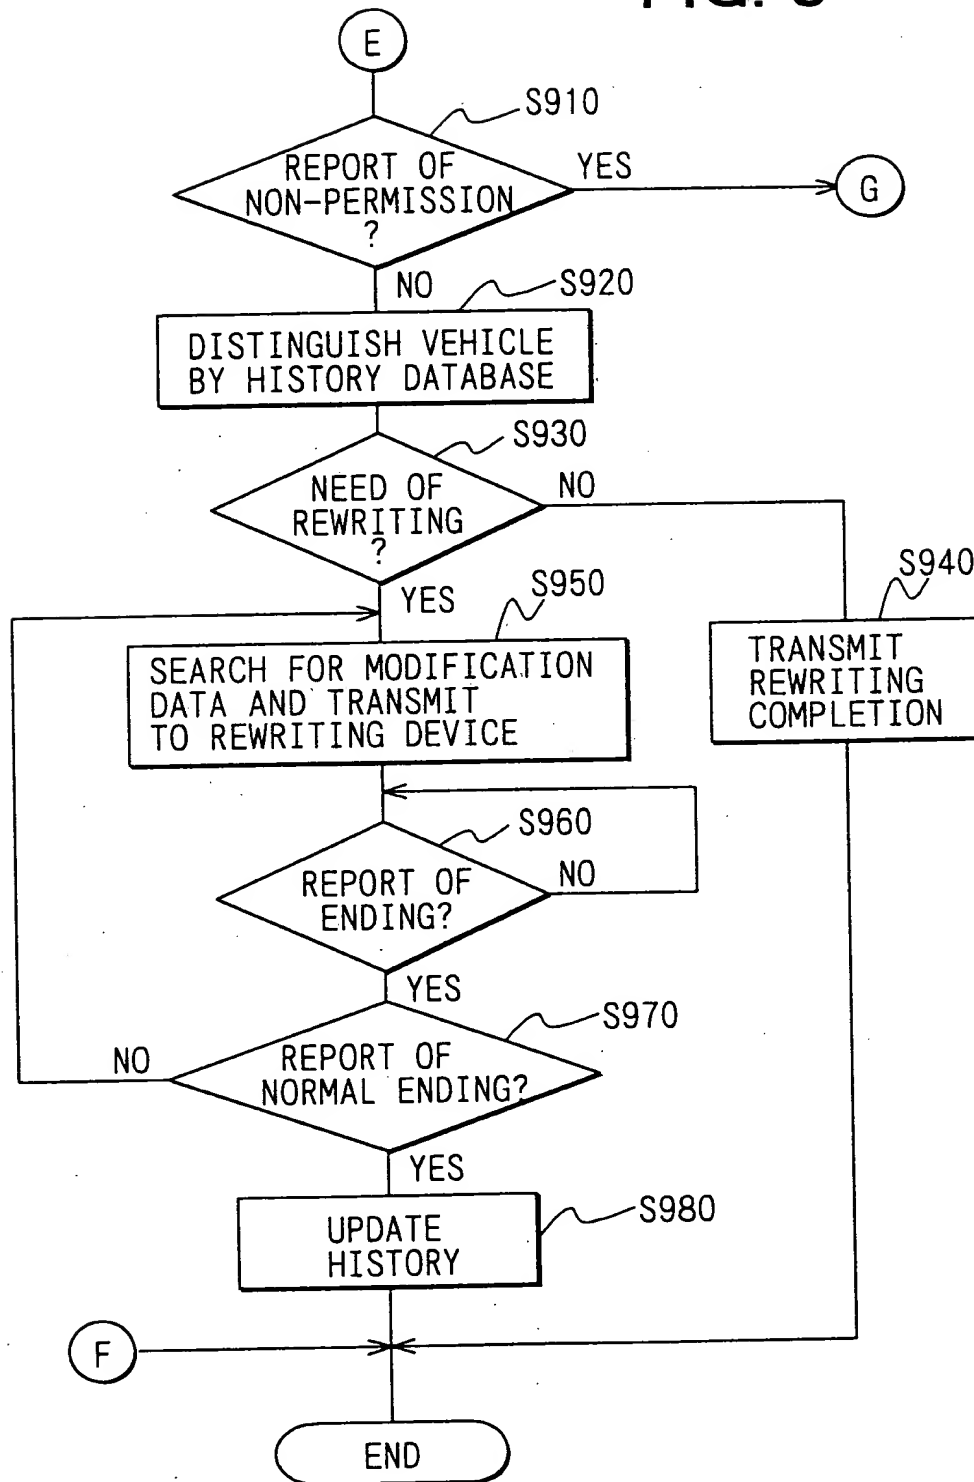 E
S910
REPORT OF
NON-PERMISSION
?
YES
G
NO
S920
DISTINGUISH VEHICLE
BY HISTORY DATABASE
S930
NEED OF
REWRITING
?
NO
YES
S940
TRANSMIT
REWRITING
COMPLETION
S950
SEARCH FOR MODIFICATION
DATA AND TRANSMIT
TO REWRITING DEVICE
S960
REPORT OF
ENDING?
NO
YES
S970
REPORT OF
NORMAL ENDING?
NO
YES
S980
UPDATE
HISTORY
F
END